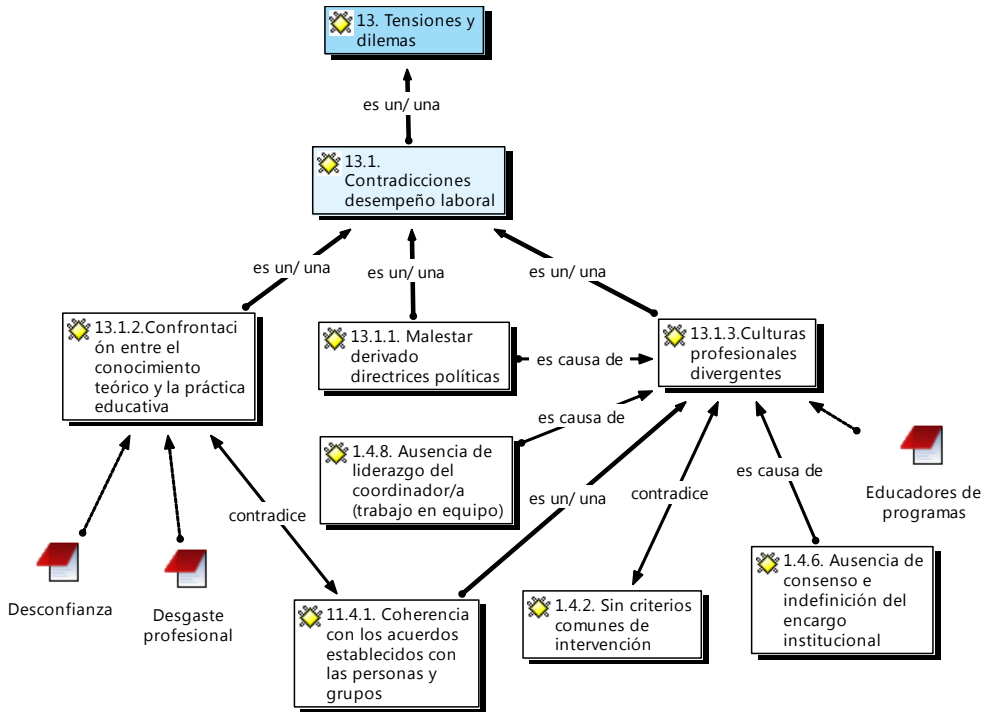 13. Tensiones y
dilemas
es un/ una
13.1.
Contradicciones
desempeño laboral
es un/ una
es un/ una
es un/ una
13.1.2.Confrontaci
ón entre el
conocimiento
teórico y la práctica
educativa
13.1.1. Malestar
derivado
directrices políticas
es causa de
13.1.3.Culturas
profesionales
divergentes
es causa de
1.4.8. Ausencia de
liderazgo del
coordinador/a
(trabajo en equipo)
es un/ una
contradice
es causa de
Educadores de
programas
contradice
Desconfianza
Desgaste
profesional
11.4.1. Coherencia
con los acuerdos
establecidos con
las personas y
grupos
1.4.2. Sin criterios
comunes de
intervención
1.4.6. Ausencia de
consenso e
indefinición del
encargo
institucional